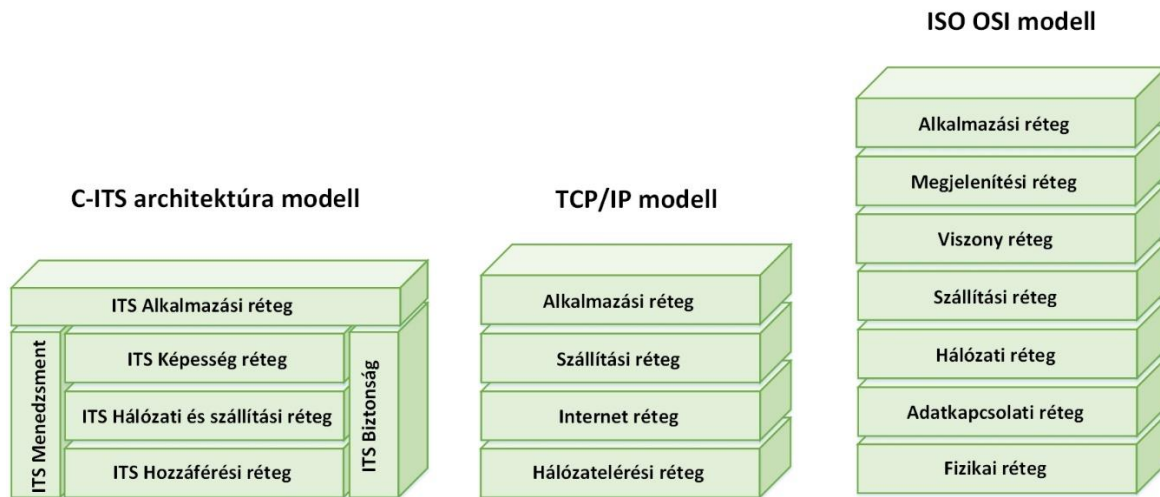 C-ITS architektúra modell
ITS Alkalmazási réteg
ITS Menedzsment
ITS Képesség réteg
ITS Hálózati és szállítási réteg
ITS Hozzáférési réteg
ITS Biztonság
TCP/IP modell
Alkalmazási réteg
Szállítási réteg
Internet réteg
Hálózatelérési réteg
ISO OSI modell
Alkalmazási réteg
Megjelenítési réteg
Viszony réteg
Szállítási réteg
Hálózati réteg
Adatkapcsolati réteg
Fizikai réteg